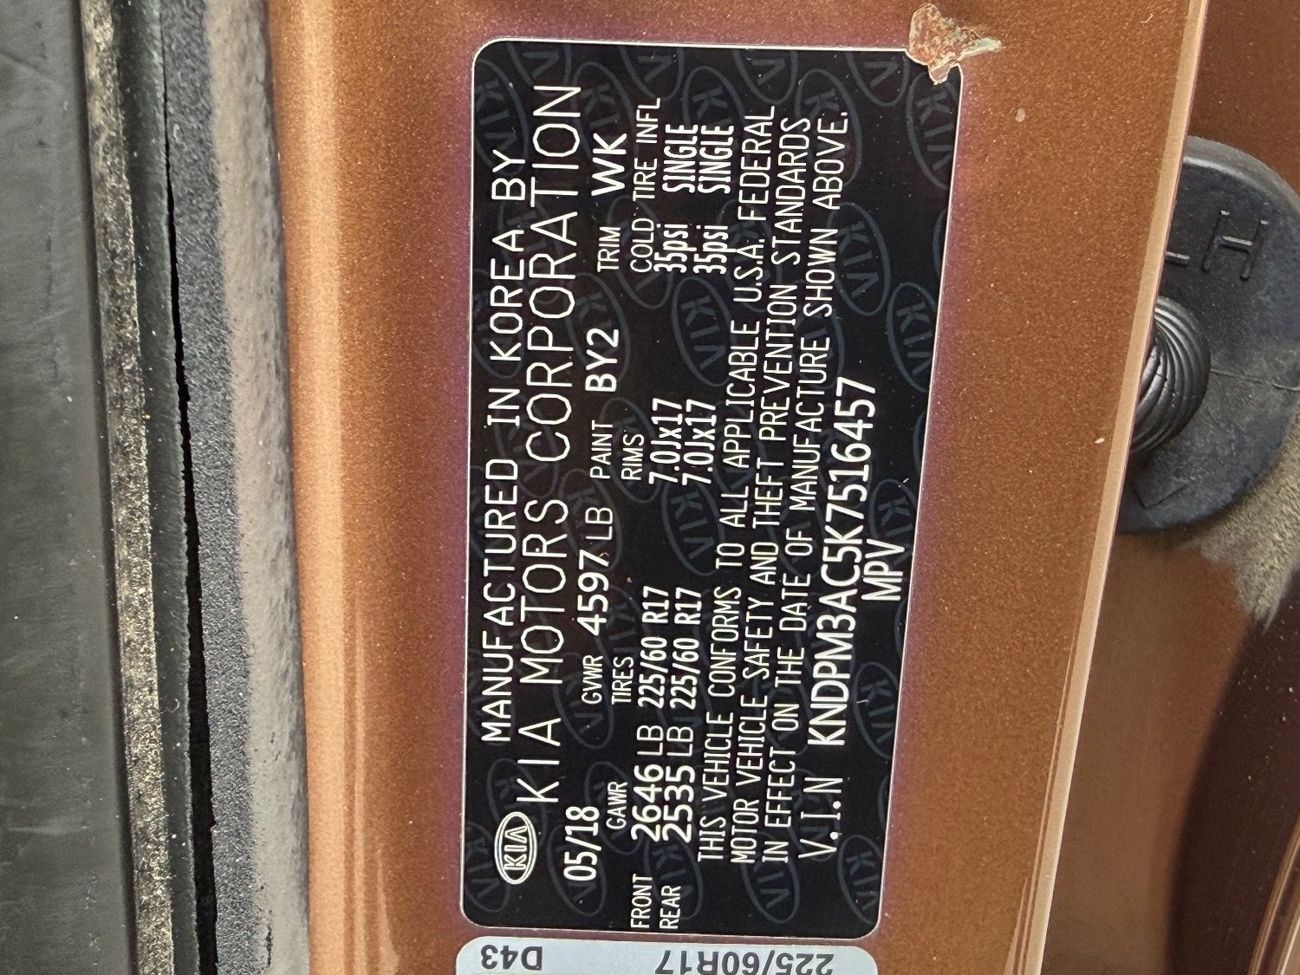 KIA
MANUFACTURED IN KOREA BY
KIA MOTORS CORPORATION
05/18 GVWR 4597 LB PAINT BY2 TRIM WK
GAWR TIRES RIMS COLD TIRE INFL
FRONT 2646 LB 225/60 R17 7.0Jx17 35psi SINGLE
REAR 2535 LB 225/60 R17 7.0Jx17 35psi SINGLE
THIS VEHICLE CONFORMS TO ALL APPLICABLE U.S.A. FEDERAL
MOTOR VEHICLE SAFETY AND THEFT PREVENTION STANDARDS
IN EFFECT ON THE DATE OF MANUFACTURE SHOWN ABOVE.
V.I.N KNDPM3AC5K7516457
MPV
D43
225/60R17